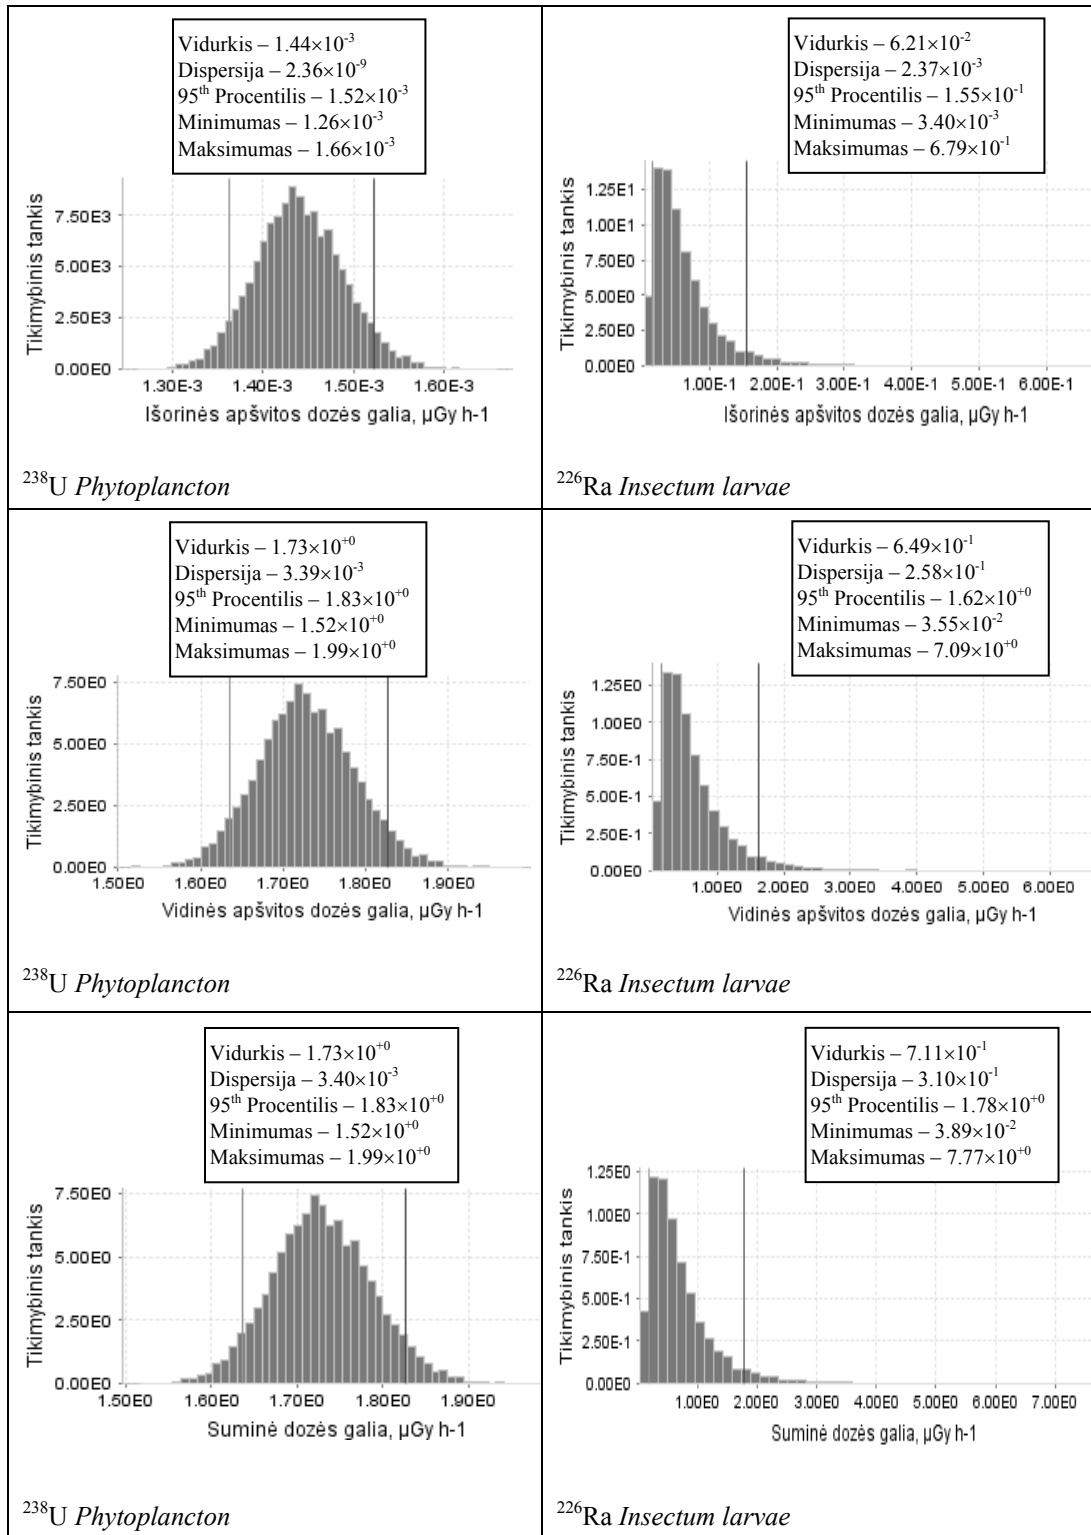 Vidurkis – 1.44×10⁻³
Dispersija – 2.36×10⁻⁹
95ᵗʰ Procentilis – 1.52×10⁻³
Minimumas – 1.26×10⁻³
Maksimumas – 1.66×10⁻³
Tikimybinis tankis
7.50E3
5.00E3
2.50E3
0.00E0
1.30E-3 1.40E-3 1.50E-3 1.60E-3
Išorinės apšvitos dozės galia, µGy h-1
²³⁸U Phytoplancton
Vidurkis – 6.21×10⁻²
Dispersija – 2.37×10⁻³
95ᵗʰ Procentilis – 1.55×10⁻¹
Minimumas – 3.40×10⁻³
Maksimumas – 6.79×10⁻¹
Tikimybinis tankis
1.25E1
1.00E1
7.50E0
5.00E0
2.50E0
0.00E0
1.00E-1 2.00E-1 3.00E-1 4.00E-1 5.00E-1 6.00E-1
Išorinės apšvitos dozės galia, µGy h-1
²²⁶Ra Insectum larvae
Vidurkis – 1.73×10⁺⁰
Dispersija – 3.39×10⁻³
95ᵗʰ Procentilis – 1.83×10⁺⁰
Minimumas – 1.52×10⁺⁰
Maksimumas – 1.99×10⁺⁰
Tikimybinis tankis
7.50E0
5.00E0
2.50E0
0.00E0
1.50E0 1.60E0 1.70E0 1.80E0 1.90E0
Vidinės apšvitos dozės galia, µGy h-1
²³⁸U Phytoplancton
Vidurkis – 6.49×10⁻¹
Dispersija – 2.58×10⁻¹
95ᵗʰ Procentilis – 1.62×10⁺⁰
Minimumas – 3.55×10⁻²
Maksimumas – 7.09×10⁺⁰
Tikimybinis tankis
1.25E0
1.00E0
7.50E-1
5.00E-1
2.50E-1
0.00E0
1.00E0 2.00E0 3.00E0 4.00E0 5.00E0 6.00E0
Vidinės apšvitos dozės galia, µGy h-1
²²⁶Ra Insectum larvae
Vidurkis – 1.73×10⁺⁰
Dispersija – 3.40×10⁻³
95ᵗʰ Procentilis – 1.83×10⁺⁰
Minimumas – 1.52×10⁺⁰
Maksimumas – 1.99×10⁺⁰
Tikimybinis tankis
7.50E0
5.00E0
2.50E0
0.00E0
1.50E0 1.60E0 1.70E0 1.80E0 1.90E0
Suminė dozės galia, µGy h-1
²³⁸U Phytoplancton
Vidurkis – 7.11×10⁻¹
Dispersija – 3.10×10⁻¹
95ᵗʰ Procentilis – 1.78×10⁺⁰
Minimumas – 3.89×10⁻²
Maksimumas – 7.77×10⁺⁰
Tikimybinis tankis
1.25E0
1.00E0
7.50E-1
5.00E-1
2.50E-1
0.00E0
1.00E0 2.00E0 3.00E0 4.00E0 5.00E0 6.00E0 7.00E0
Suminė dozės galia, µGy h-1
²²⁶Ra Insectum larvae